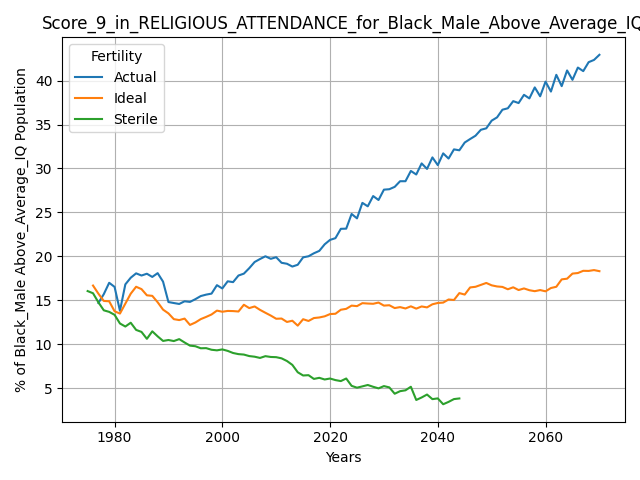 Score_9_in_RELIGIOUS_ATTENDANCE_for_Black_Male_Above_Average_IQ
Fertility
Actual
Ideal
Sterile
% of Black_Male Above_Average_IQ Population
40
35
30
25
20
15
10
5
1980 2000 2020 2040 2060
Years